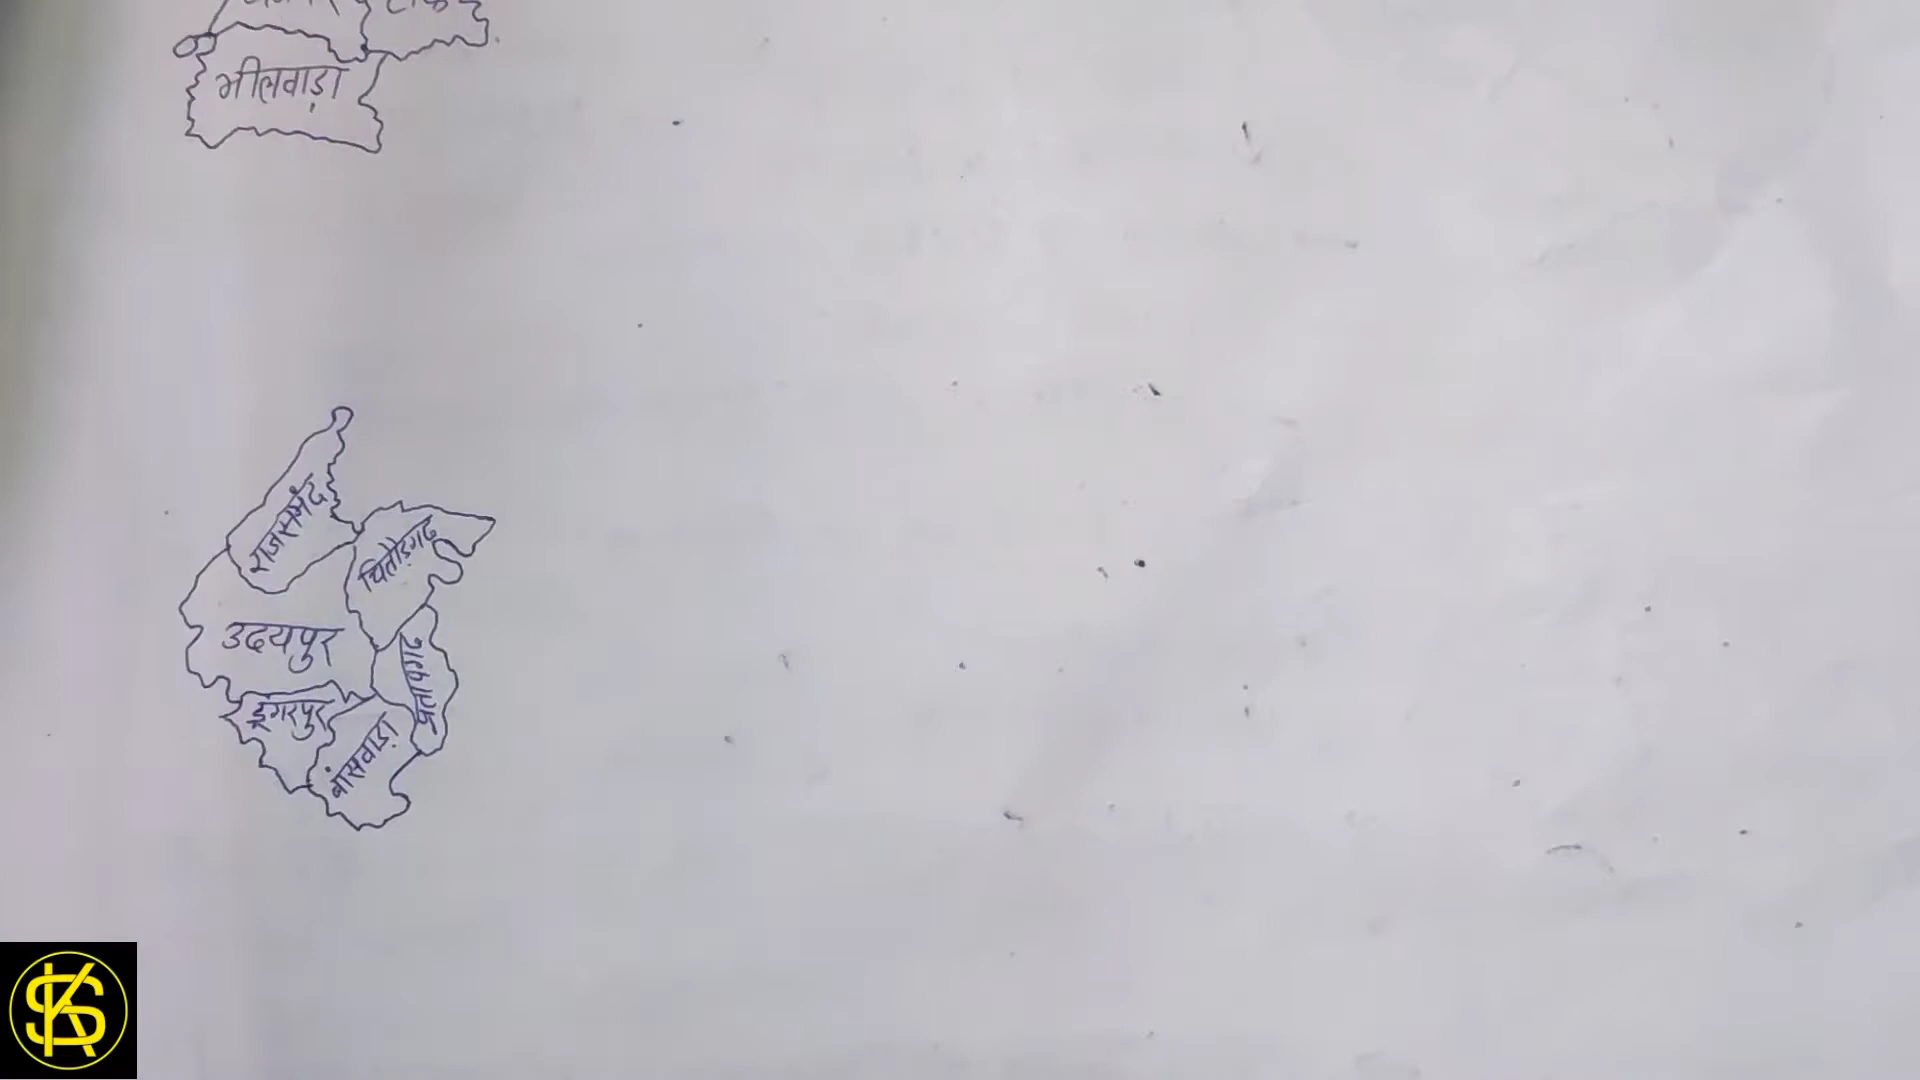 भीलवाड़ा
राजसमंद
चितौड़गढ
उदयपुर
प्रतापगढ
डूंगरपुर
बांसवाड़ा